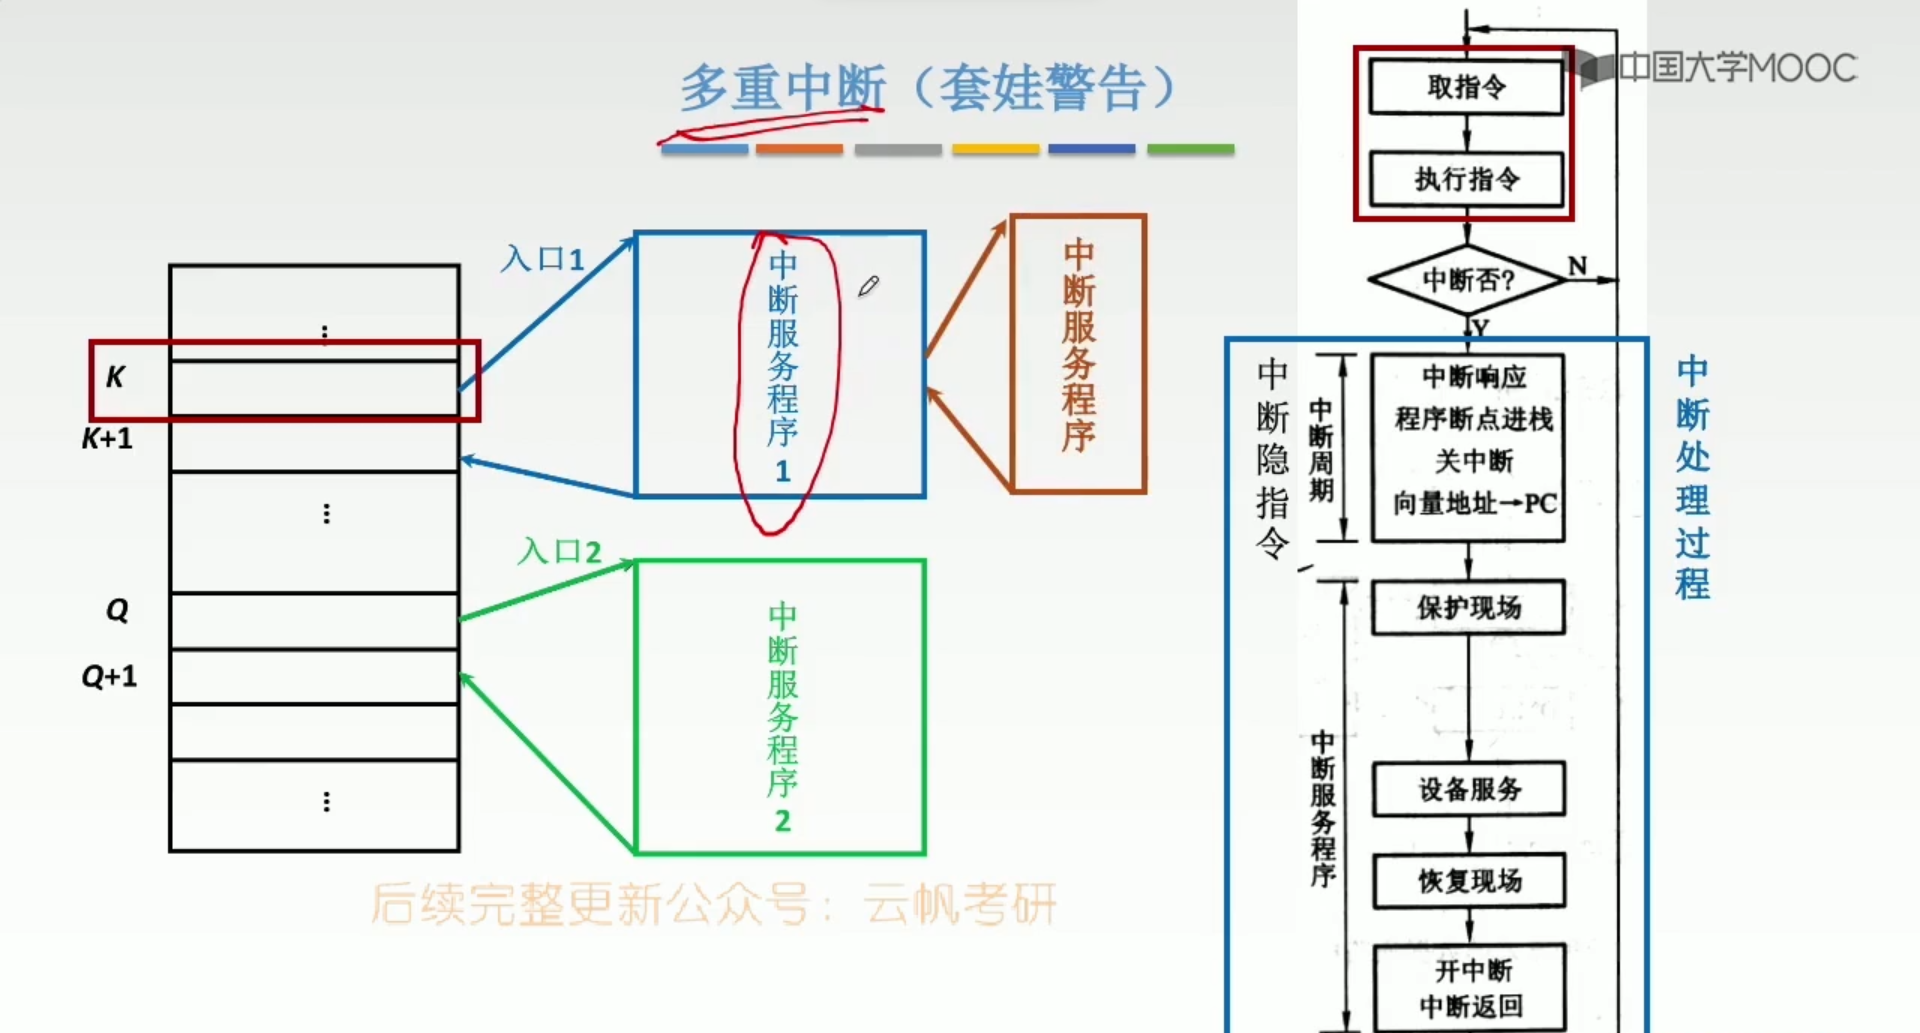 多重中断（套娃警告）
中国大学MOOC
K
K+1
Q
Q+1
⋮
⋮
⋮
入口1
中断服务程序1
中断服务程序
入口2
中断服务程序2
后续完整更新公众号：云帆考研
取指令
执行指令
中断否?
N
Y
中断隐指令
中断周期
中断响应
程序断点进栈
关中断
向量地址→PC
中断处理过程
中断服务程序
保护现场
设备服务
恢复现场
开中断
中断返回